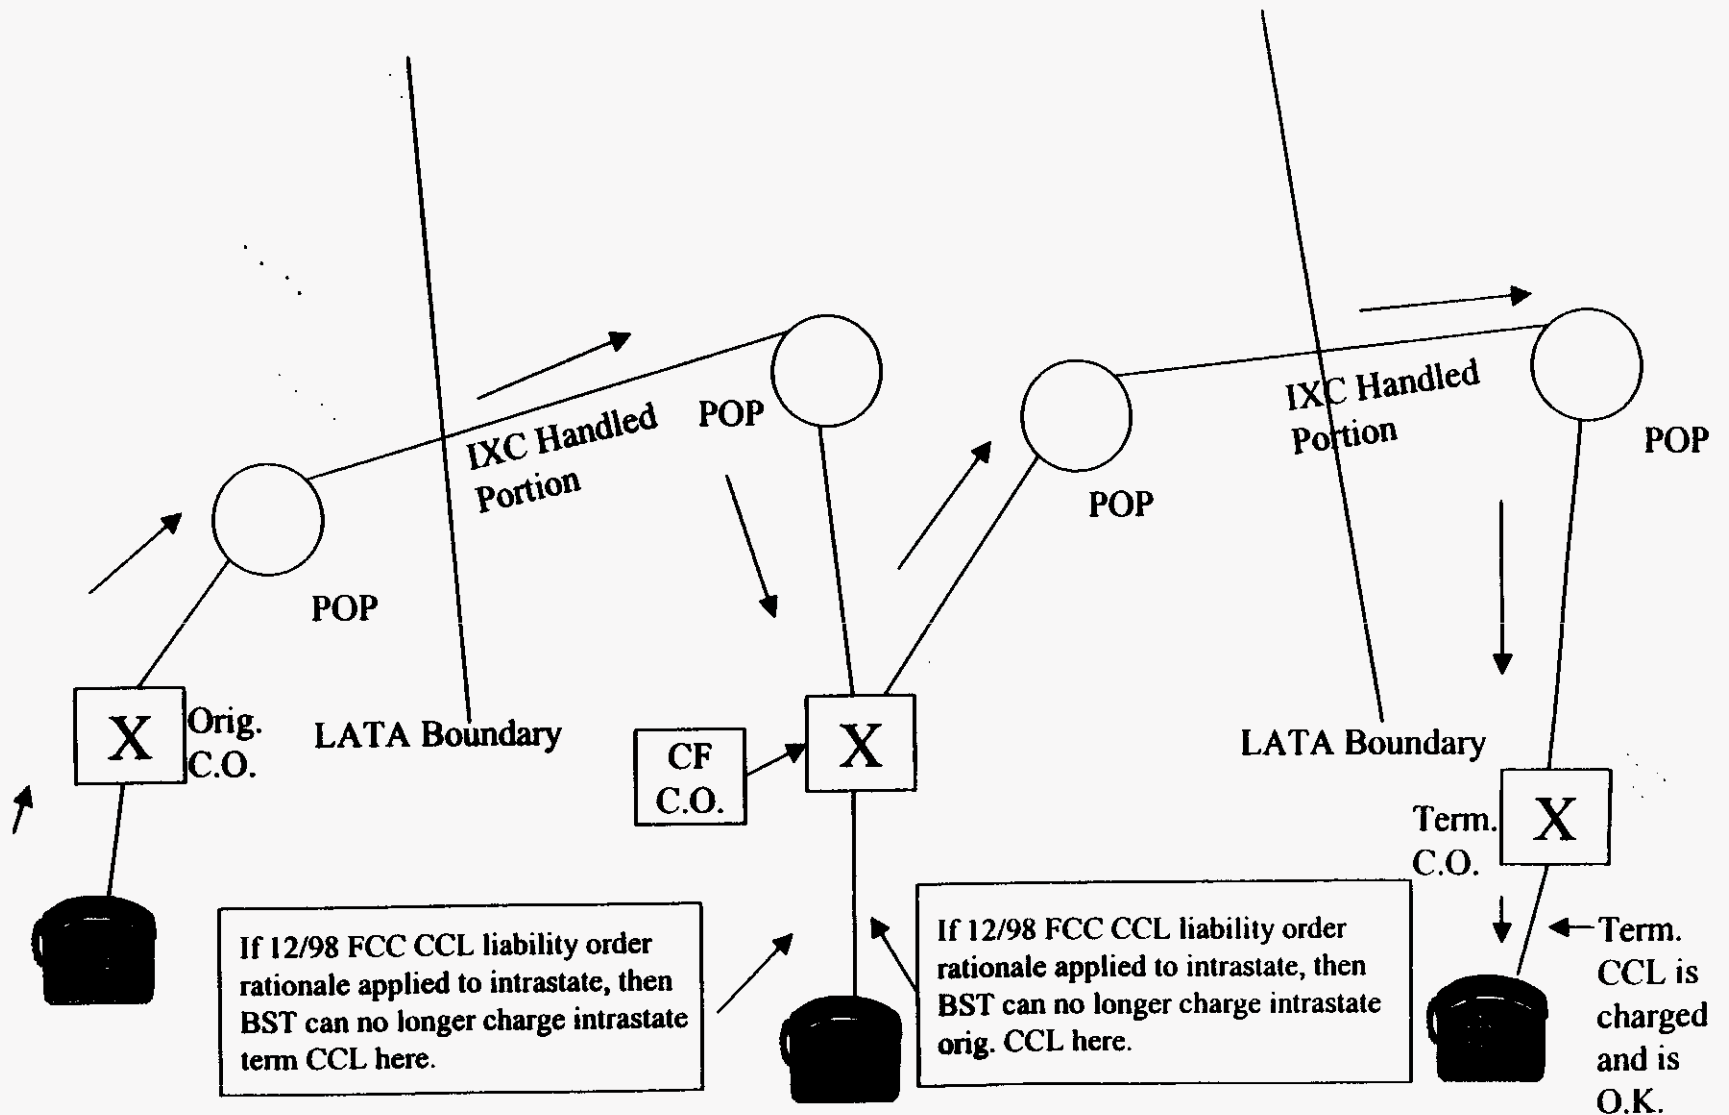 IXC Handled
Portion
POP
IXC Handled
Portion
POP
POP
POP
X
Orig.
C.O.
LATA Boundary
CF
C.O.
X
LATA Boundary
Term.
C.O.
X
If 12/98 FCC CCL liability order
rationale applied to intrastate, then
BST can no longer charge intrastate
term CCL here.
If 12/98 FCC CCL liability order
rationale applied to intrastate, then
BST can no longer charge intrastate
orig. CCL here.
Term.
CCL is
charged
and is
O.K.